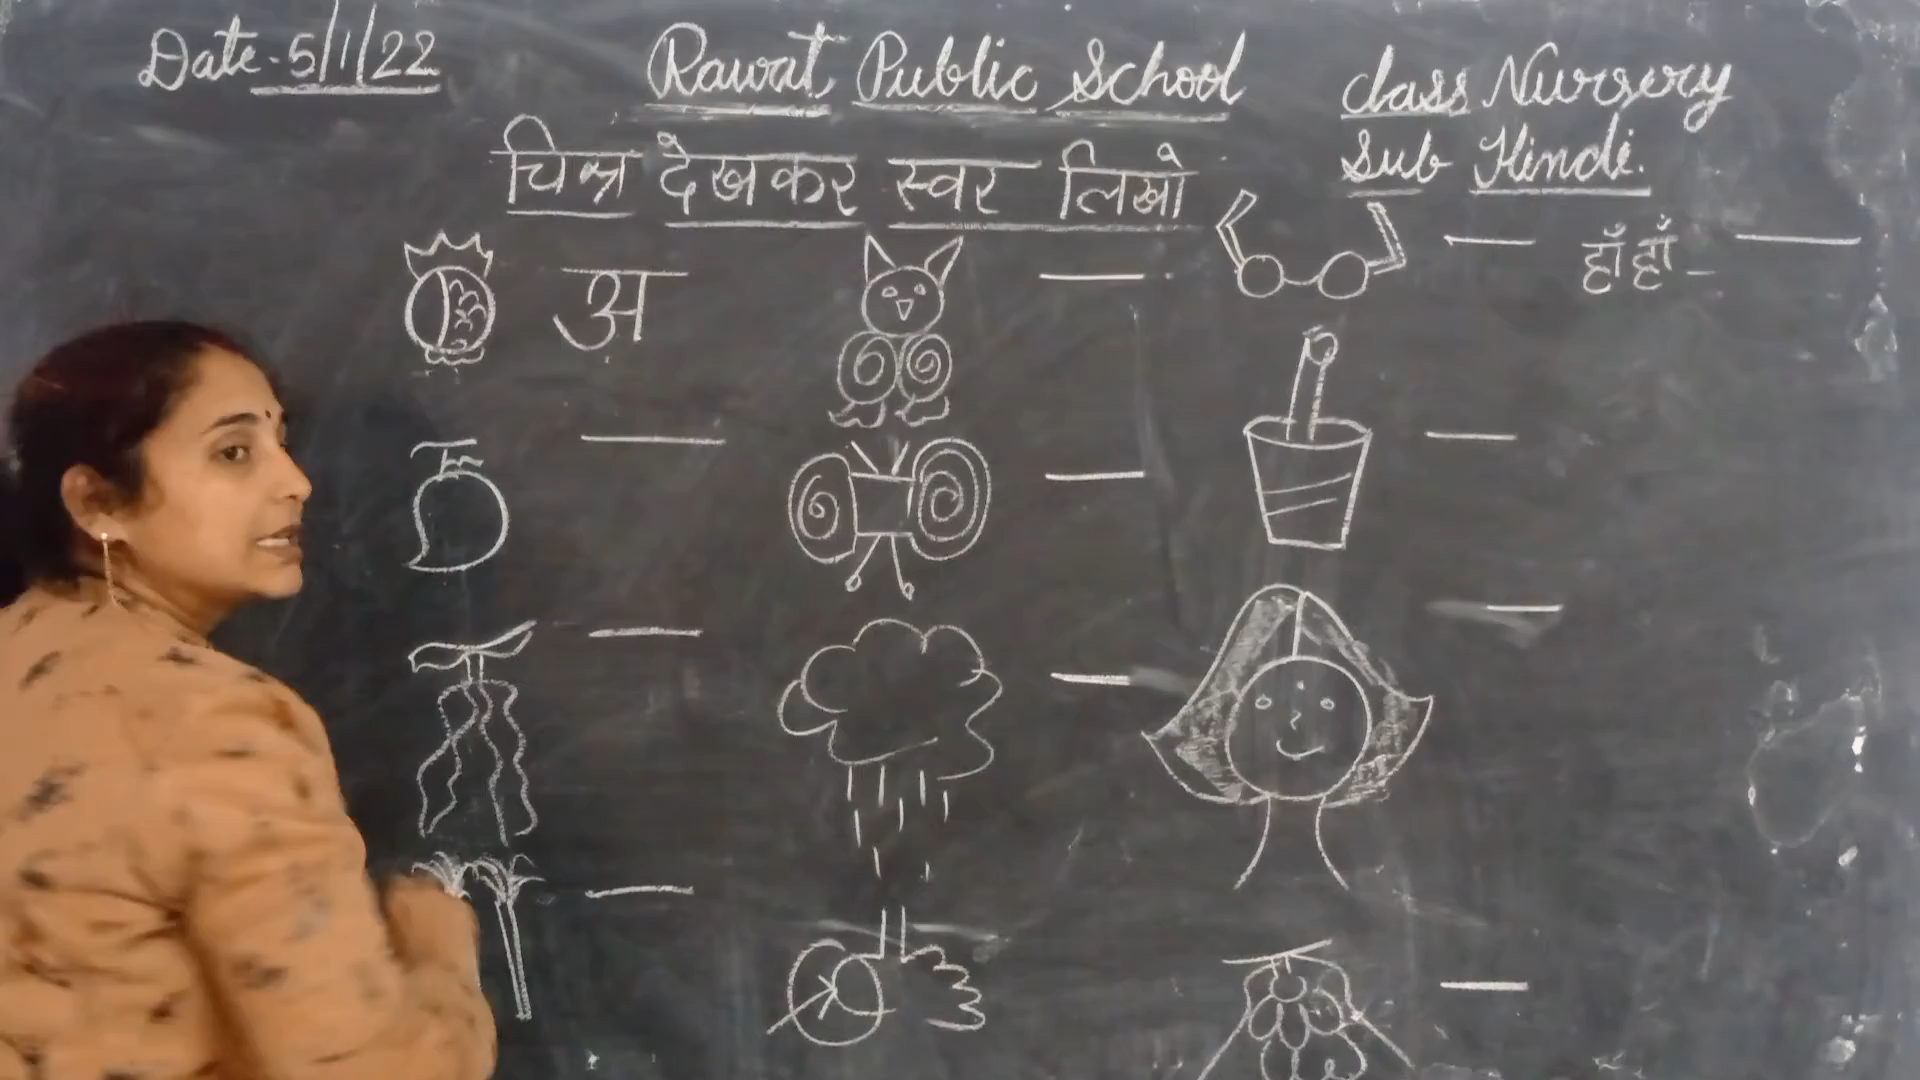 Date-5/1/22
Rawat Public School
class Nursery
Sub Hindi.
चित्र देखकर स्वर लिखो
अ
हाँ हाँ -